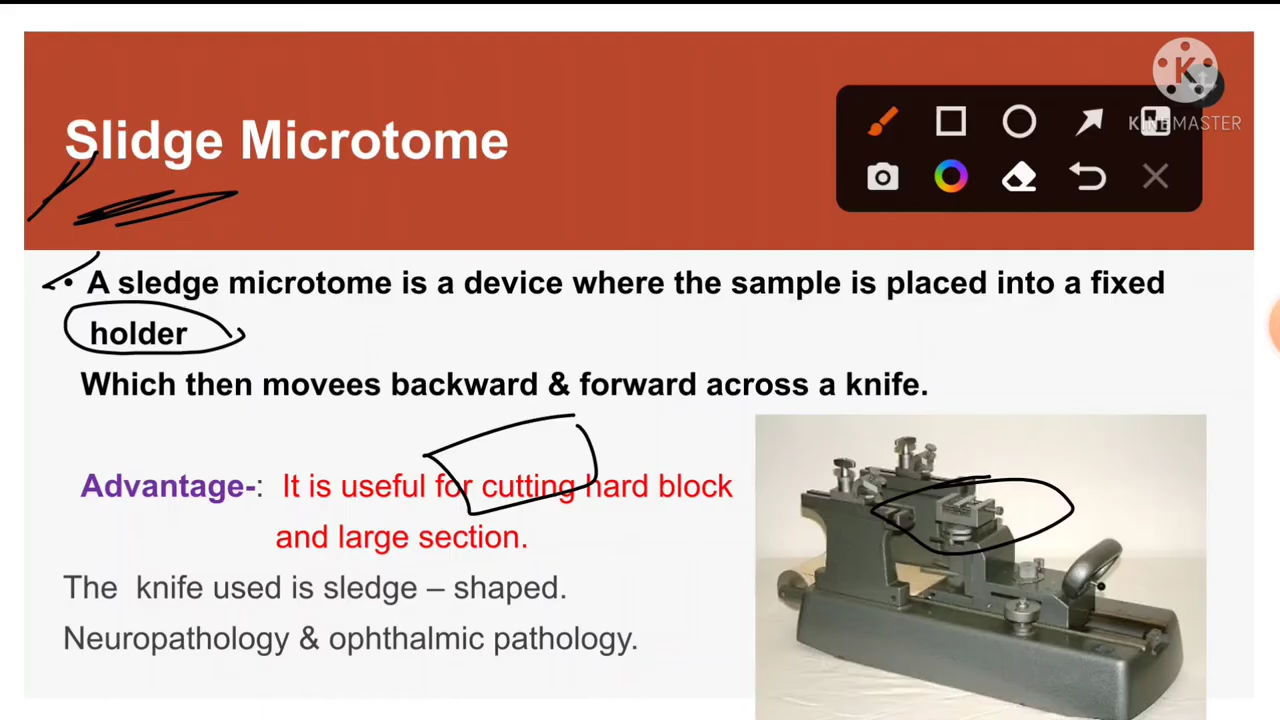 Slidge Microtome
KINEMASTER
• A sledge microtome is a device where the sample is placed into a fixed
holder
Which then movees backward & forward across a knife.
Advantage-: It is useful for cutting hard block
and large section.
The knife used is sledge – shaped.
Neuropathology & ophthalmic pathology.